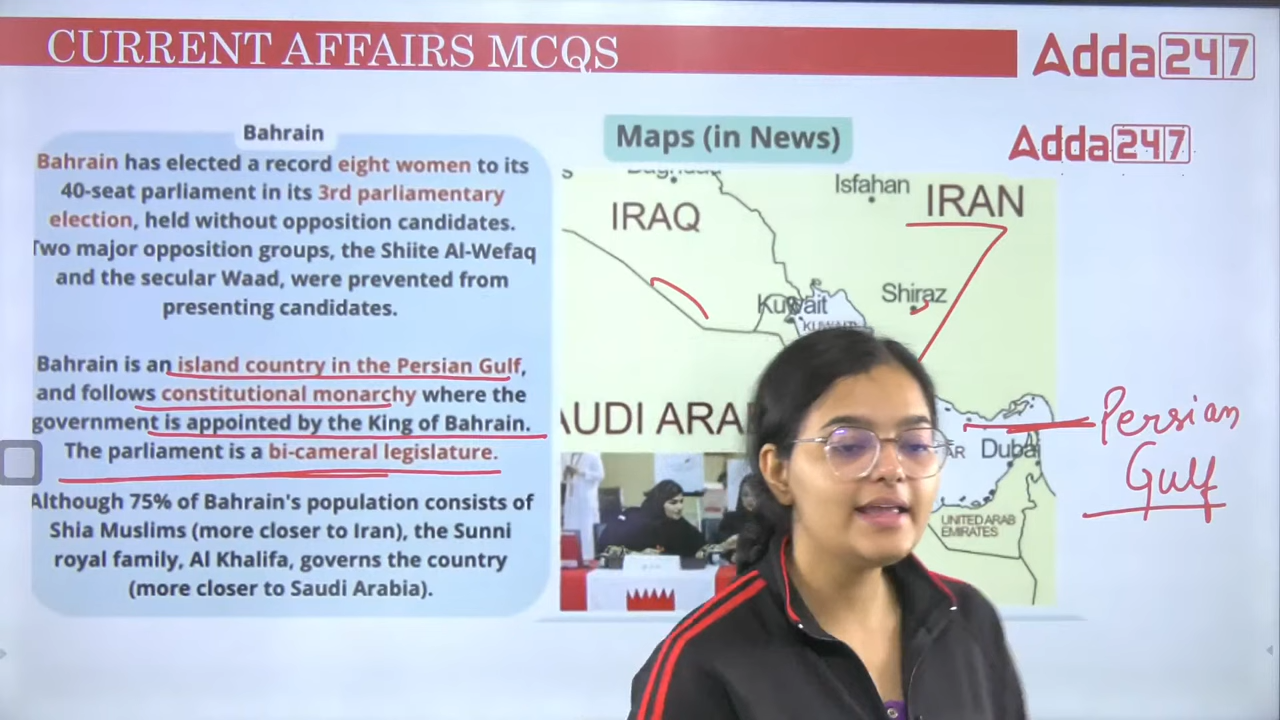 CURRENT AFFAIRS MCQS
Adda247
Bahrain
Bahrain has elected a record eight women to its
40-seat parliament in its 3rd parliamentary
election, held without opposition candidates.
Two major opposition groups, the Shiite Al-Wefaq
and the secular Waad, were prevented from
presenting candidates.
Bahrain is an island country in the Persian Gulf,
and follows constitutional monarchy where the
government is appointed by the King of Bahrain.
The parliament is a bi-cameral legislature.
Although 75% of Bahrain's population consists of
Shia Muslims (more closer to Iran), the Sunni
royal family, Al Khalifa, governs the country
(more closer to Saudi Arabia).
Maps (in News)
Adda247
Baghdad
Isfahan
IRAN
IRAQ
Kuwait
KUWAIT
Shiraz
AUDI ARA
AR
Dubai
UNITED ARAB
EMIRATES
Persian
Gulf